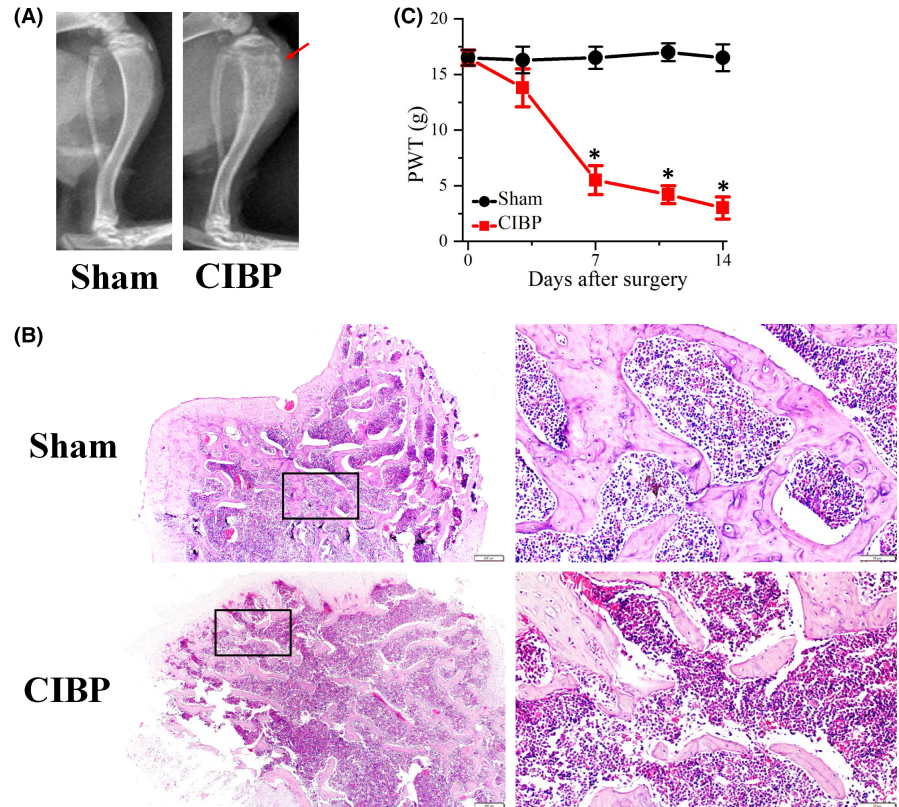 (A)
Sham
CIBP
(C)
PWT (g)
20
15
10
5
0
*
*
*
Sham
CIBP
0
7
14
Days after surgery
(B)
Sham
CIBP